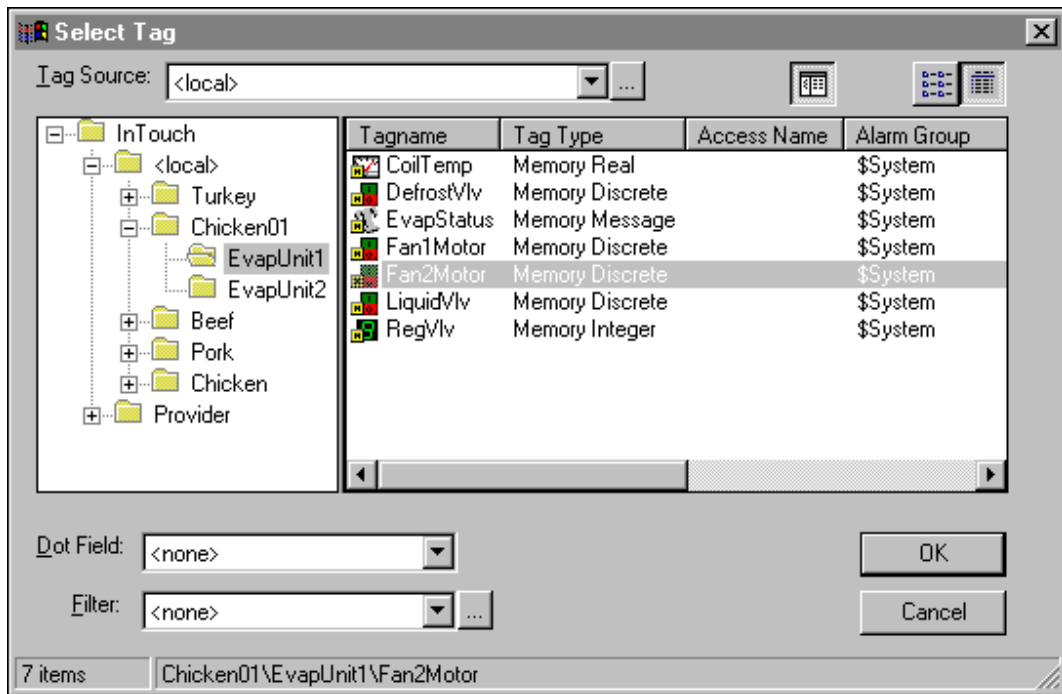 Select Tag
Tag Source: <local> ...
InTouch
<local>
Turkey
Chicken01
EvapUnit1
EvapUnit2
Beef
Pork
Chicken
Provider
Tagname Tag Type Access Name Alarm Group
CoilTemp Memory Real $System
DefrostVlv Memory Discrete $System
EvapStatus Memory Message $System
Fan1Motor Memory Discrete $System
Fan2Motor Memory Discrete $System
LiquidVlv Memory Discrete $System
RegVlv Memory Integer $System
Dot Field: <none>
OK
Filter: <none> ...
Cancel
7 items Chicken01\EvapUnit1\Fan2Motor